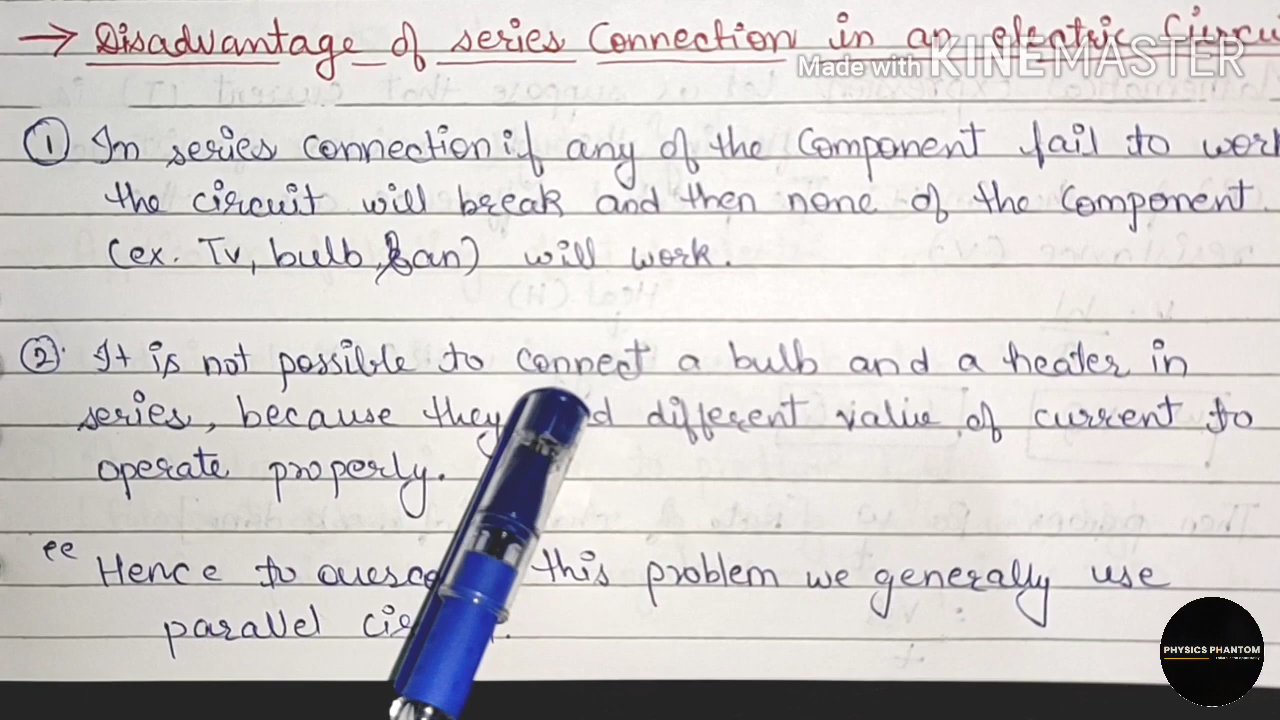 → Disadvantage of series Connection in an electric Circu
Made with KINEMASTER
① In series connection if any of the Component fail to work
the circuit will break and then none of the Component
(ex. Tv, bulb, fan) will work.
② It is not possible to connect a bulb and a heater in
series, because they different value of current to
operate properly.
Hence to this problem we generally use
parallel
PHYSICS PHANTOM